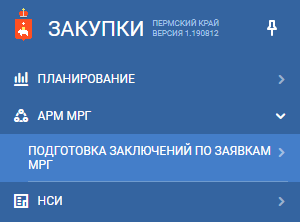 ЗАКУПКИ
ПЕРМСКИЙ КРАЙ
ВЕРСИЯ 1.190812
ПЛАНИРОВАНИЕ
АРМ МРГ
ПОДГОТОВКА ЗАКЛЮЧЕНИЙ ПО ЗАЯВКАМ
МРГ
НСИ